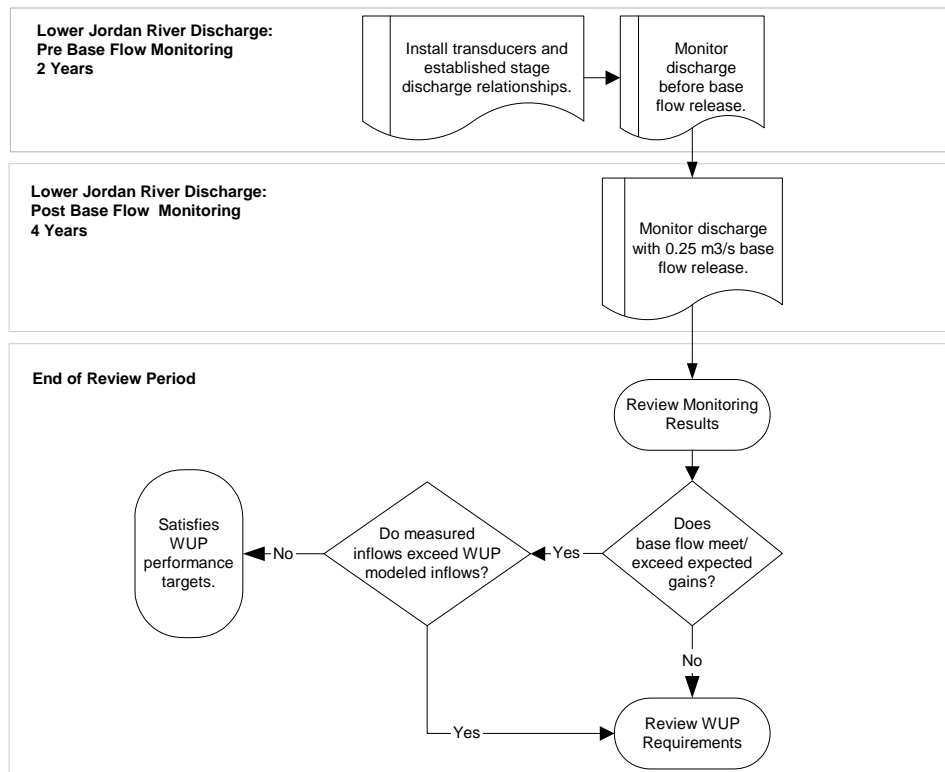 Lower Jordan River Discharge:
Pre Base Flow Monitoring
2 Years
Install transducers and
established stage
discharge relationships.
Monitor
discharge
before base
flow release.
Lower Jordan River Discharge:
Post Base Flow Monitoring
4 Years
Monitor discharge
with 0.25 m3/s base
flow release.
End of Review Period
Review Monitoring
Results
Does
base flow meet/
exceed expected
gains?
Yes
Do measured
inflows exceed WUP
modeled inflows?
No
Satisfies
WUP
performance
targets.
No
Yes
Review WUP
Requirements